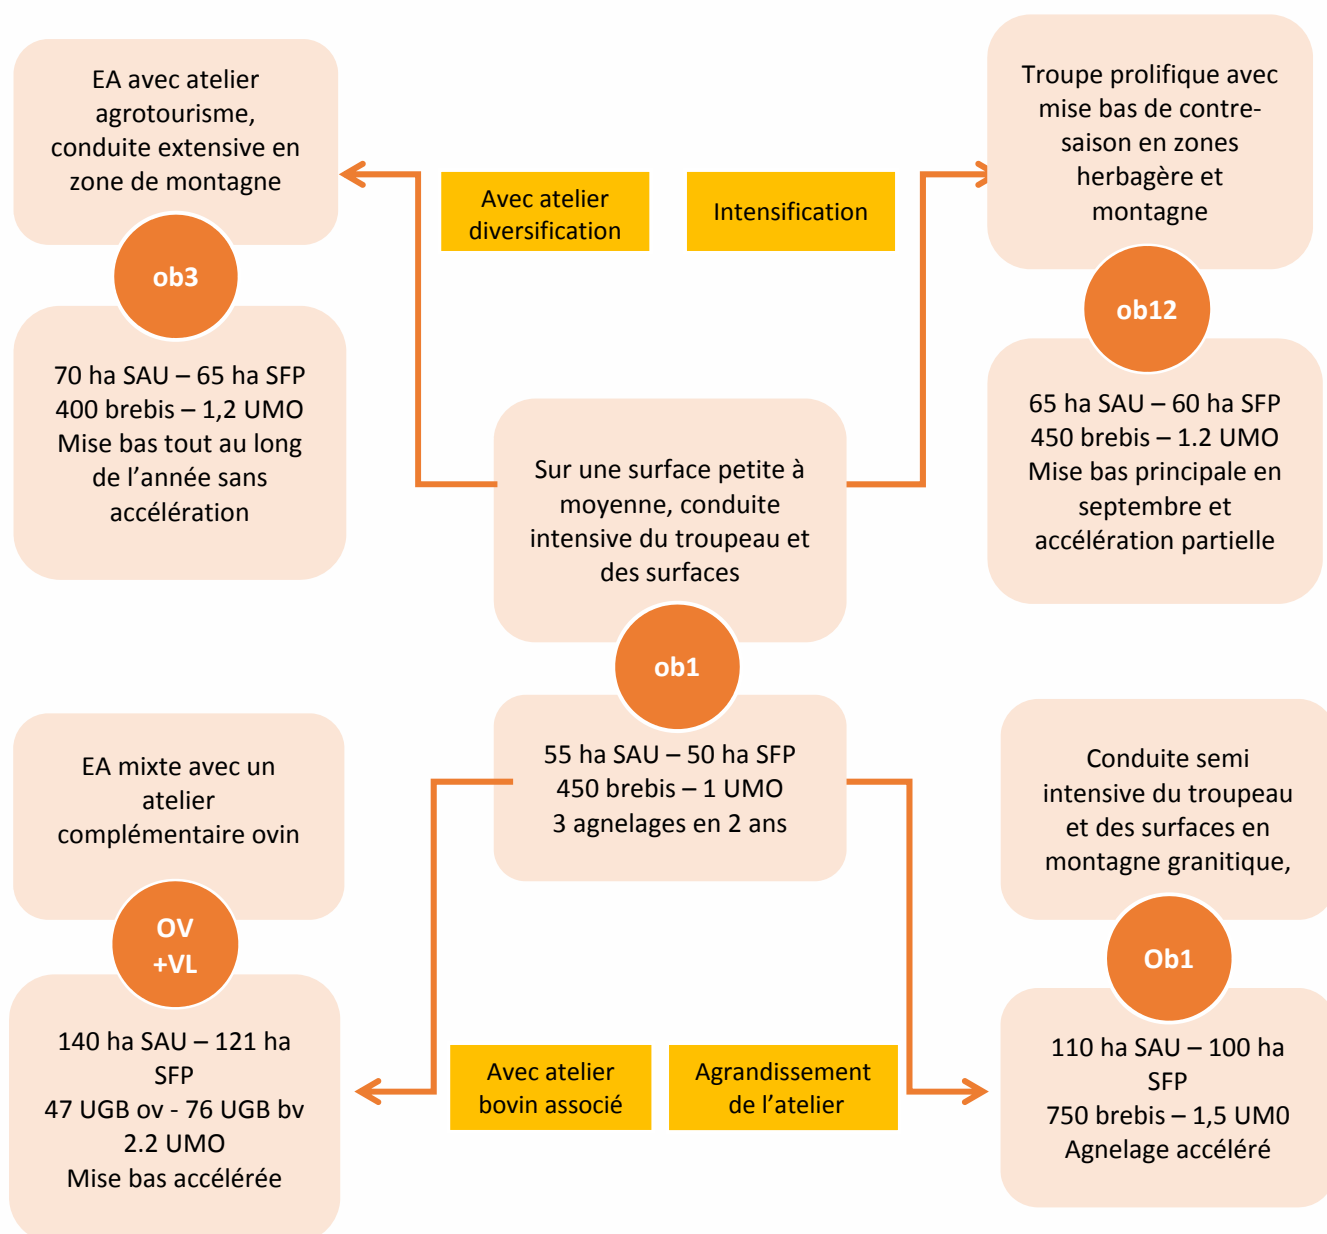 EA avec atelier
agrotourisme,
conduite extensive en
zone de montagne
ob3
70 ha SAU – 65 ha SFP
400 brebis – 1,2 UMO
Mise bas tout au long
de l'année sans
accélération
Avec atelier
diversification
Intensification
Troupe prolifique avec
mise bas de contre-
saison en zones
herbagère et
montagne
ob12
65 ha SAU – 60 ha SFP
450 brebis – 1.2 UMO
Mise bas principale en
septembre et
accélération partielle
Sur une surface petite à
moyenne, conduite
intensive du troupeau et
des surfaces
ob1
55 ha SAU – 50 ha SFP
450 brebis – 1 UMO
3 agnelages en 2 ans
EA mixte avec un
atelier
complémentaire ovin
OV
+VL
140 ha SAU – 121 ha
SFP
47 UGB ov - 76 UGB bv
2.2 UMO
Mise bas accélérée
Avec atelier
bovin associé
Agrandissement
de l'atelier
Conduite semi
intensive du troupeau
et des surfaces en
montagne granitique,
Ob1
110 ha SAU – 100 ha
SFP
750 brebis – 1,5 UM0
Agnelage accéléré